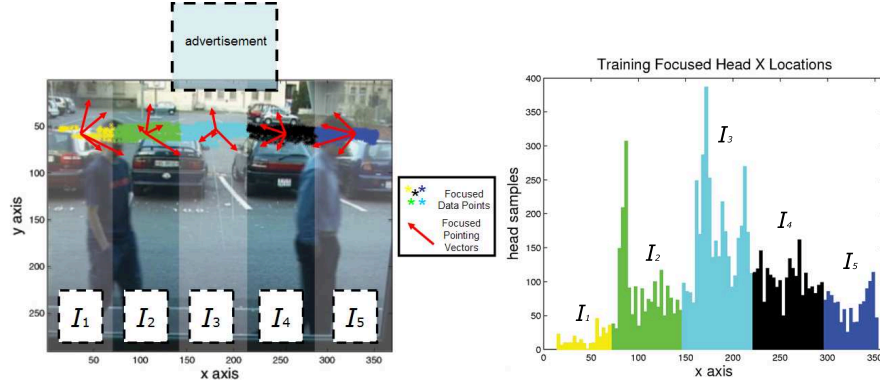 advertisement
50
100
150
200
250
y axis
I1
I2
I3
I4
I5
50
100
150
200
250
300
350
x axis
Focused
Data Points
Focused
Pointing
Vectors
Training Focused Head X Locations
400
350
300
250
200
150
100
50
0
head samples
I1
I2
I3
I4
I5
0
50
100
150
200
250
300
350
x axis